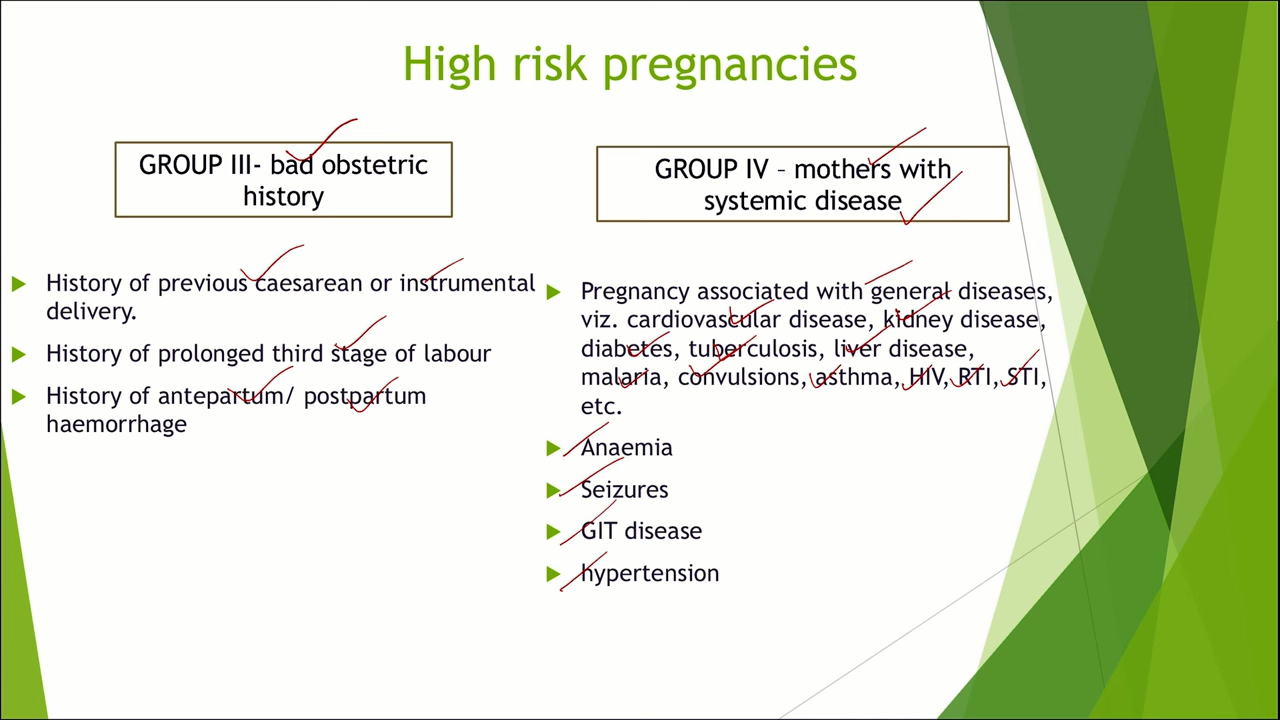 High risk pregnancies
GROUP III- bad obstetric
history
History of previous caesarean or instrumental
delivery.
History of prolonged third stage of labour
History of antepartum/ postpartum
haemorrhage
GROUP IV – mothers with
systemic disease
Pregnancy associated with general diseases,
viz. cardiovascular disease, kidney disease,
diabetes, tuberculosis, liver disease,
malaria, convulsions, asthma, HIV, RTI, STI,
etc.
Anaemia
Seizures
GIT disease
hypertension